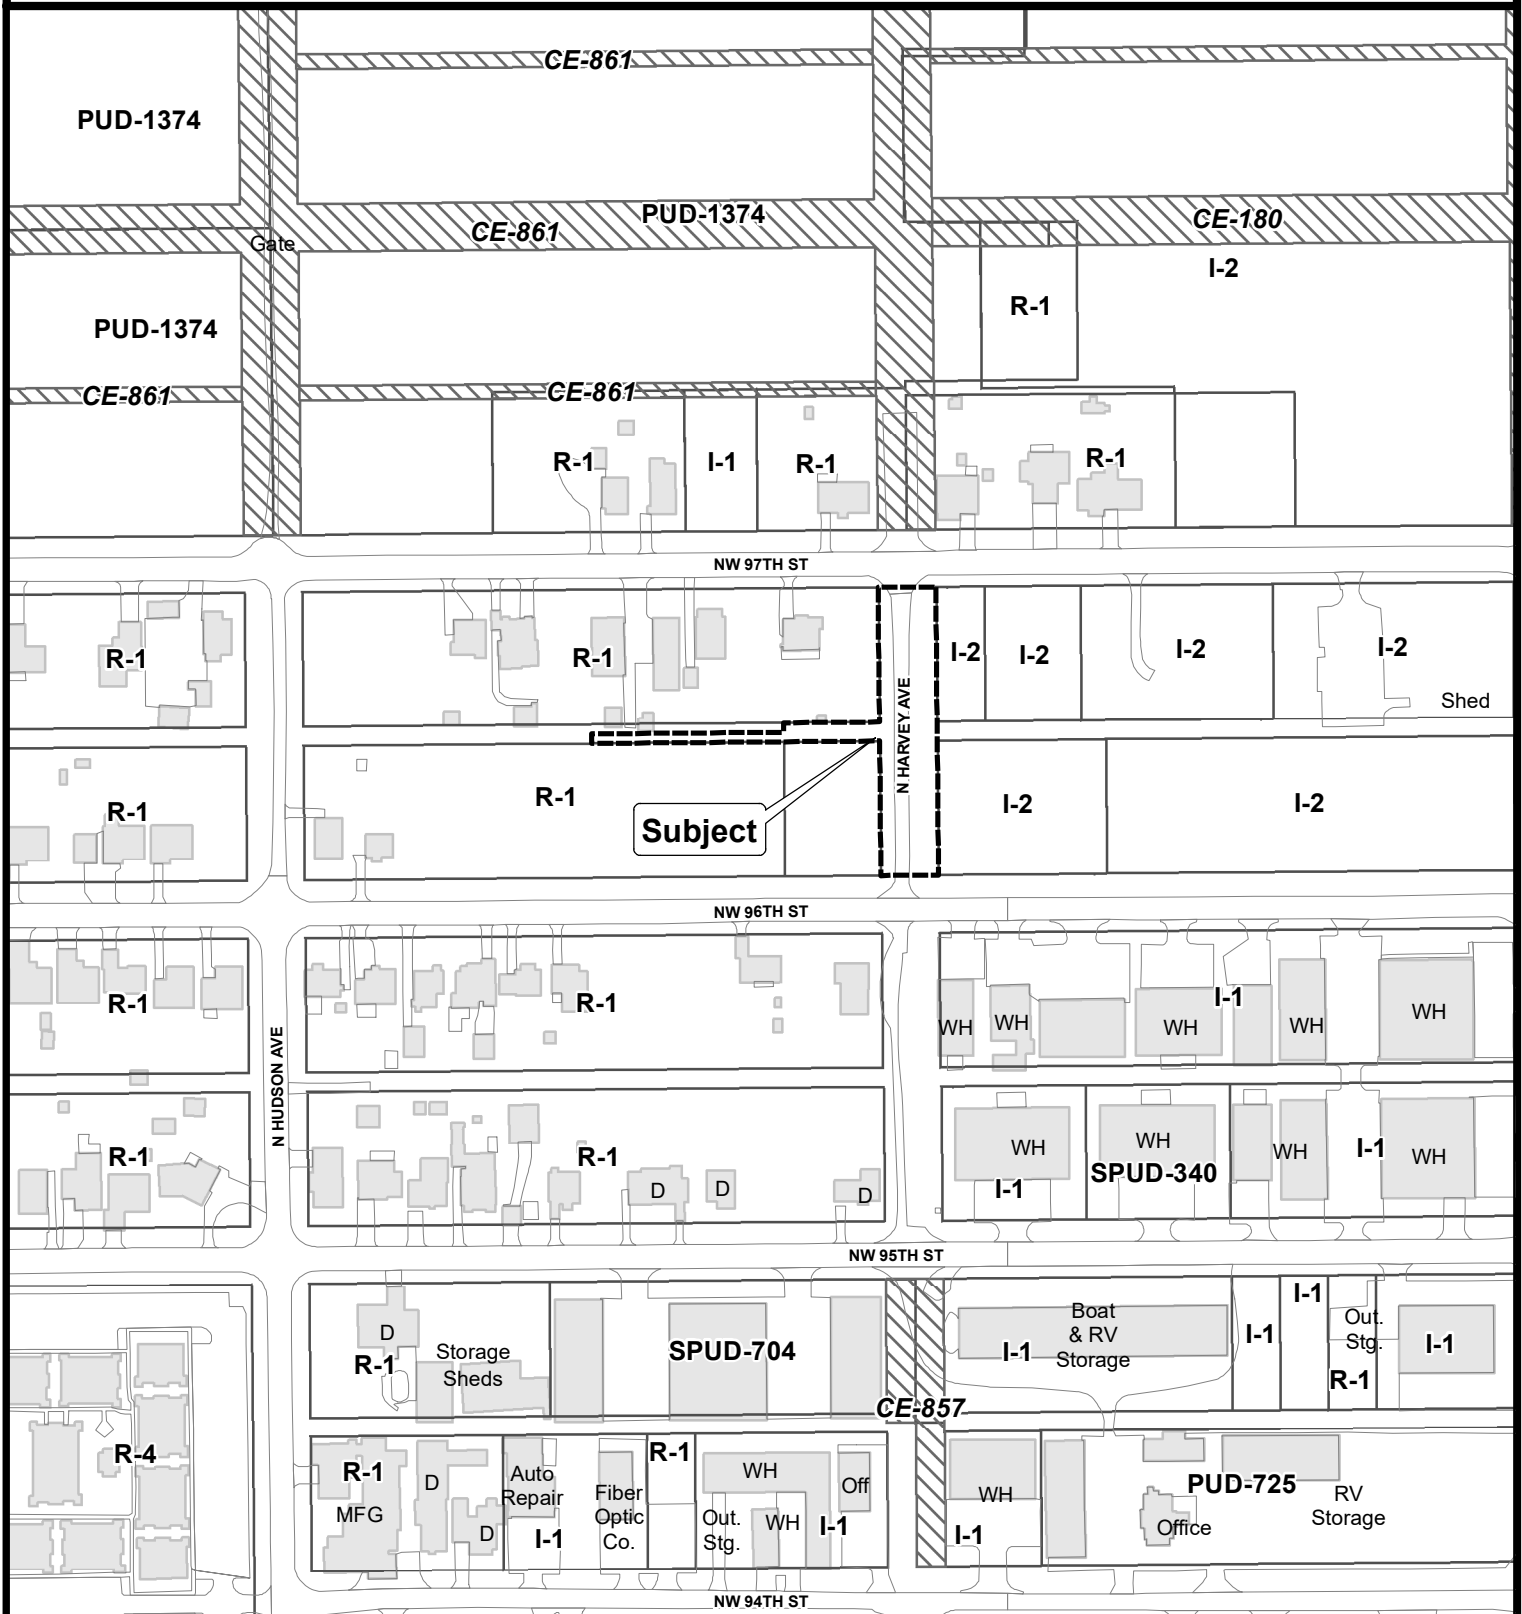 CE-861
PUD-1374
CE-861
PUD-1374
CE-180
Gate
I-2
R-1
PUD-1374
CE-861
CE-861
R-1
I-1
R-1
R-1
NW 97TH ST
R-1
R-1
I-2
I-2
I-2
I-2
Shed
N HARVEY AVE
R-1
R-1
Subject
I-2
I-2
NW 96TH ST
R-1
R-1
I-1
WH
WH
WH
WH
WH
N HUDSON AVE
R-1
R-1
D
D
D
WH
I-1
WH
SPUD-340
WH
I-1
WH
NW 95TH ST
D
R-1
Storage
Sheds
SPUD-704
CE-857
I-1
Boat
& RV
Storage
I-1
I-1
Out.
Stg.
R-1
I-1
R-4
R-1
MFG
D
D
Auto
Repair
I-1
Fiber
Optic
Co.
R-1
Out.
Stg.
WH
WH
Off
I-1
WH
I-1
PUD-725
Office
RV
Storage
NW 94TH ST